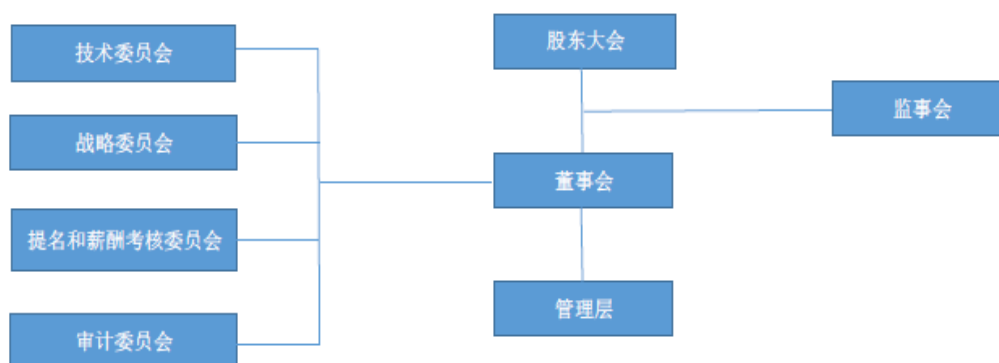 股东大会
技术委员会
监事会
战略委员会
董事会
提名和薪酬考核委员会
管理层
审计委员会